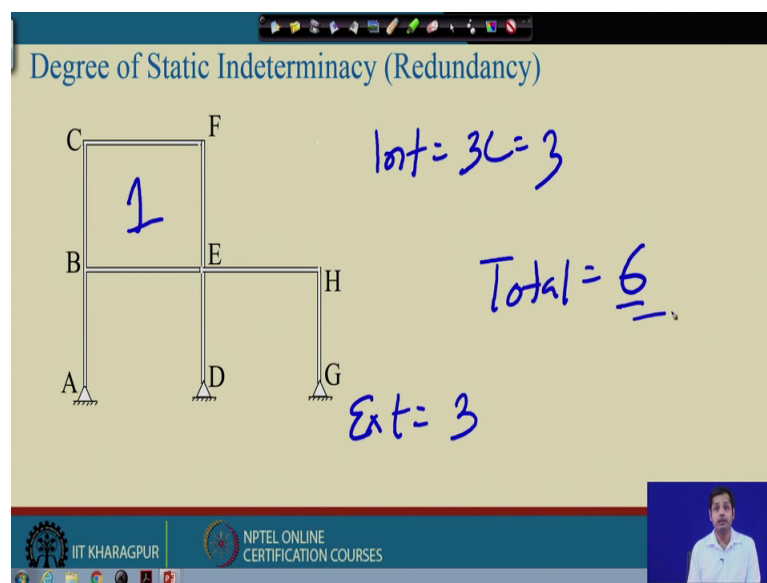 Degree of Static Indeterminacy (Redundancy)
C
F
Int = 3C = 3
1
B
E
H
Total = 6
A
D
G
Ext = 3
IIT KHARAGPUR
NPTEL ONLINE
CERTIFICATION COURSES